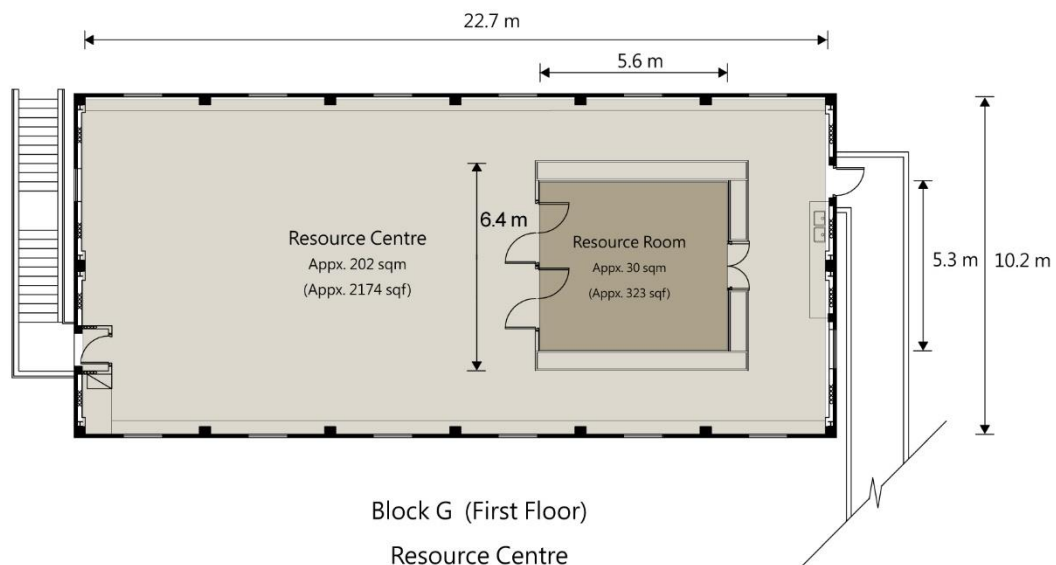 22.7 m
5.6 m
6.4 m
Resource Centre
Appx. 202 sqm
(Appx. 2174 sqf)
Resource Room
Appx. 30 sqm
(Appx. 323 sqf)
5.3 m
10.2 m
Block G (First Floor)
Resource Centre